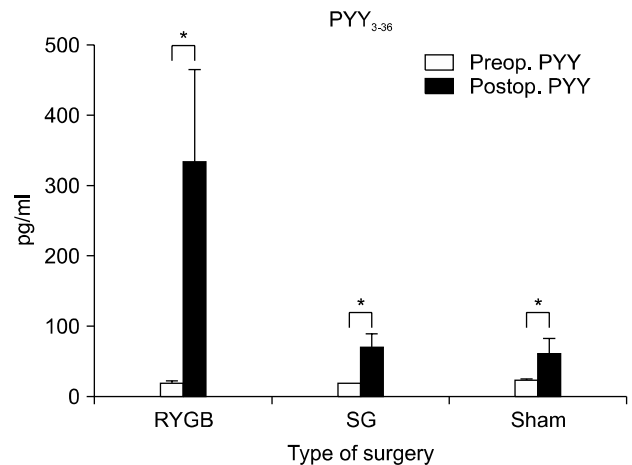 PYY3-36
500
400
300
200
100
0
pg/ml
Preop. PYY
Postop. PYY
*
*
*
RYGB
SG
Sham
Type of surgery